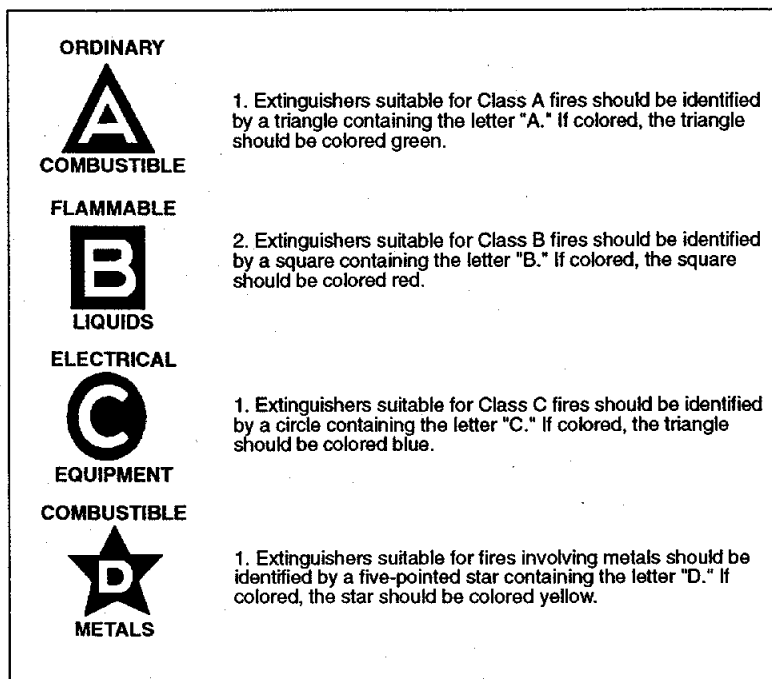 ORDINARY
A
COMBUSTIBLE
1. Extinguishers suitable for Class A fires should be identified
by a triangle containing the letter "A." If colored, the triangle
should be colored green.
FLAMMABLE
B
LIQUIDS
2. Extinguishers suitable for Class B fires should be identified
by a square containing the letter "B." If colored, the square
should be colored red.
ELECTRICAL
C
EQUIPMENT
1. Extinguishers suitable for Class C fires should be identified
by a circle containing the letter "C." If colored, the triangle
should be colored blue.
COMBUSTIBLE
D
METALS
1. Extinguishers suitable for fires involving metals should be
identified by a five-pointed star containing the letter "D." If
colored, the star should be colored yellow.